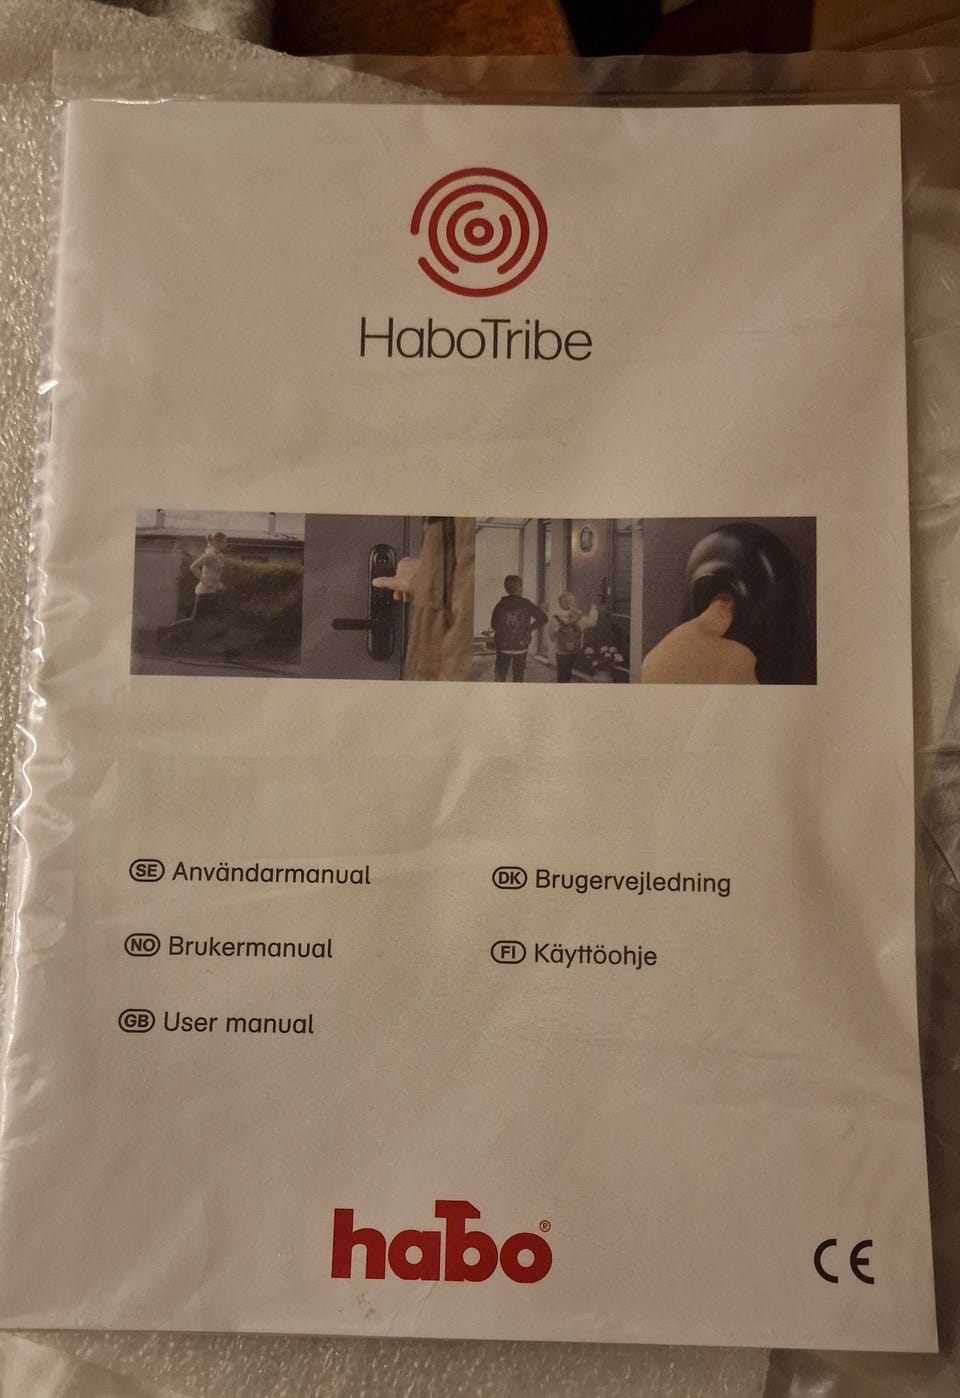 HaboTribe
SE Användarmanual
DK Brugervejledning
NO Brukermanual
FI Käyttöohje
GB User manual
habo®
CE